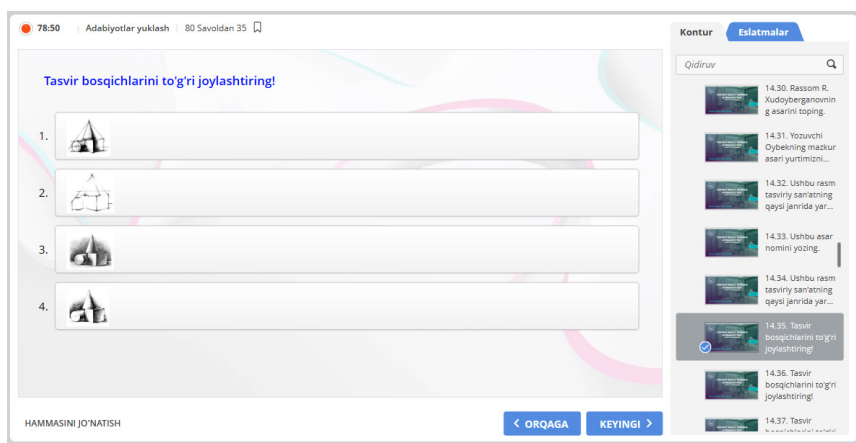 78:50
Adabiyotlar yuklash
80 Savoldan 35
Tasvir bosqichlarini to'g'ri joylashtiring!
1.
2.
3.
4.
HAMMASINI JO'NATISH
ORQAGA
KEYINGI
Kontur
Eslatmalar
Qidiruv
14.30. Rassom R.
Xudoyberganovnin
g asarini toping.
14.31. Yozuvchi
Oybekning mazkur
asari yurtimizni...
14.32. Ushbu rasm
tasviriy san'atning
qaysi janrida yar...
14.33. Ushbu asar
nomini yozing.
14.34. Ushbu rasm
tasviriy san'atning
qaysi janrida yar...
14.35. Tasvir
bosqichlarini to'g'ri
joylashtiring!
14.36. Tasvir
bosqichlarini to'g'ri
joylashtiring!
14.37. Tasvir